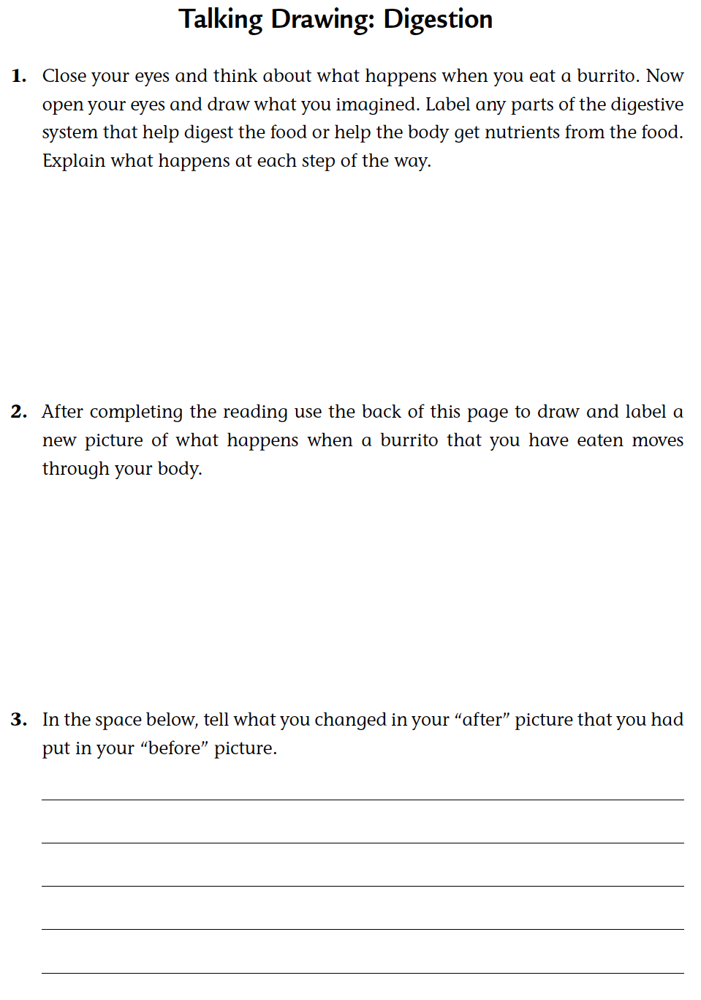 Talking Drawing: Digestion
1. Close your eyes and think about what happens when you eat a burrito. Now
open your eyes and draw what you imagined. Label any parts of the digestive
system that help digest the food or help the body get nutrients from the food.
Explain what happens at each step of the way.
2. After completing the reading use the back of this page to draw and label a
new picture of what happens when a burrito that you have eaten moves
through your body.
3. In the space below, tell what you changed in your “after” picture that you had
put in your “before” picture.